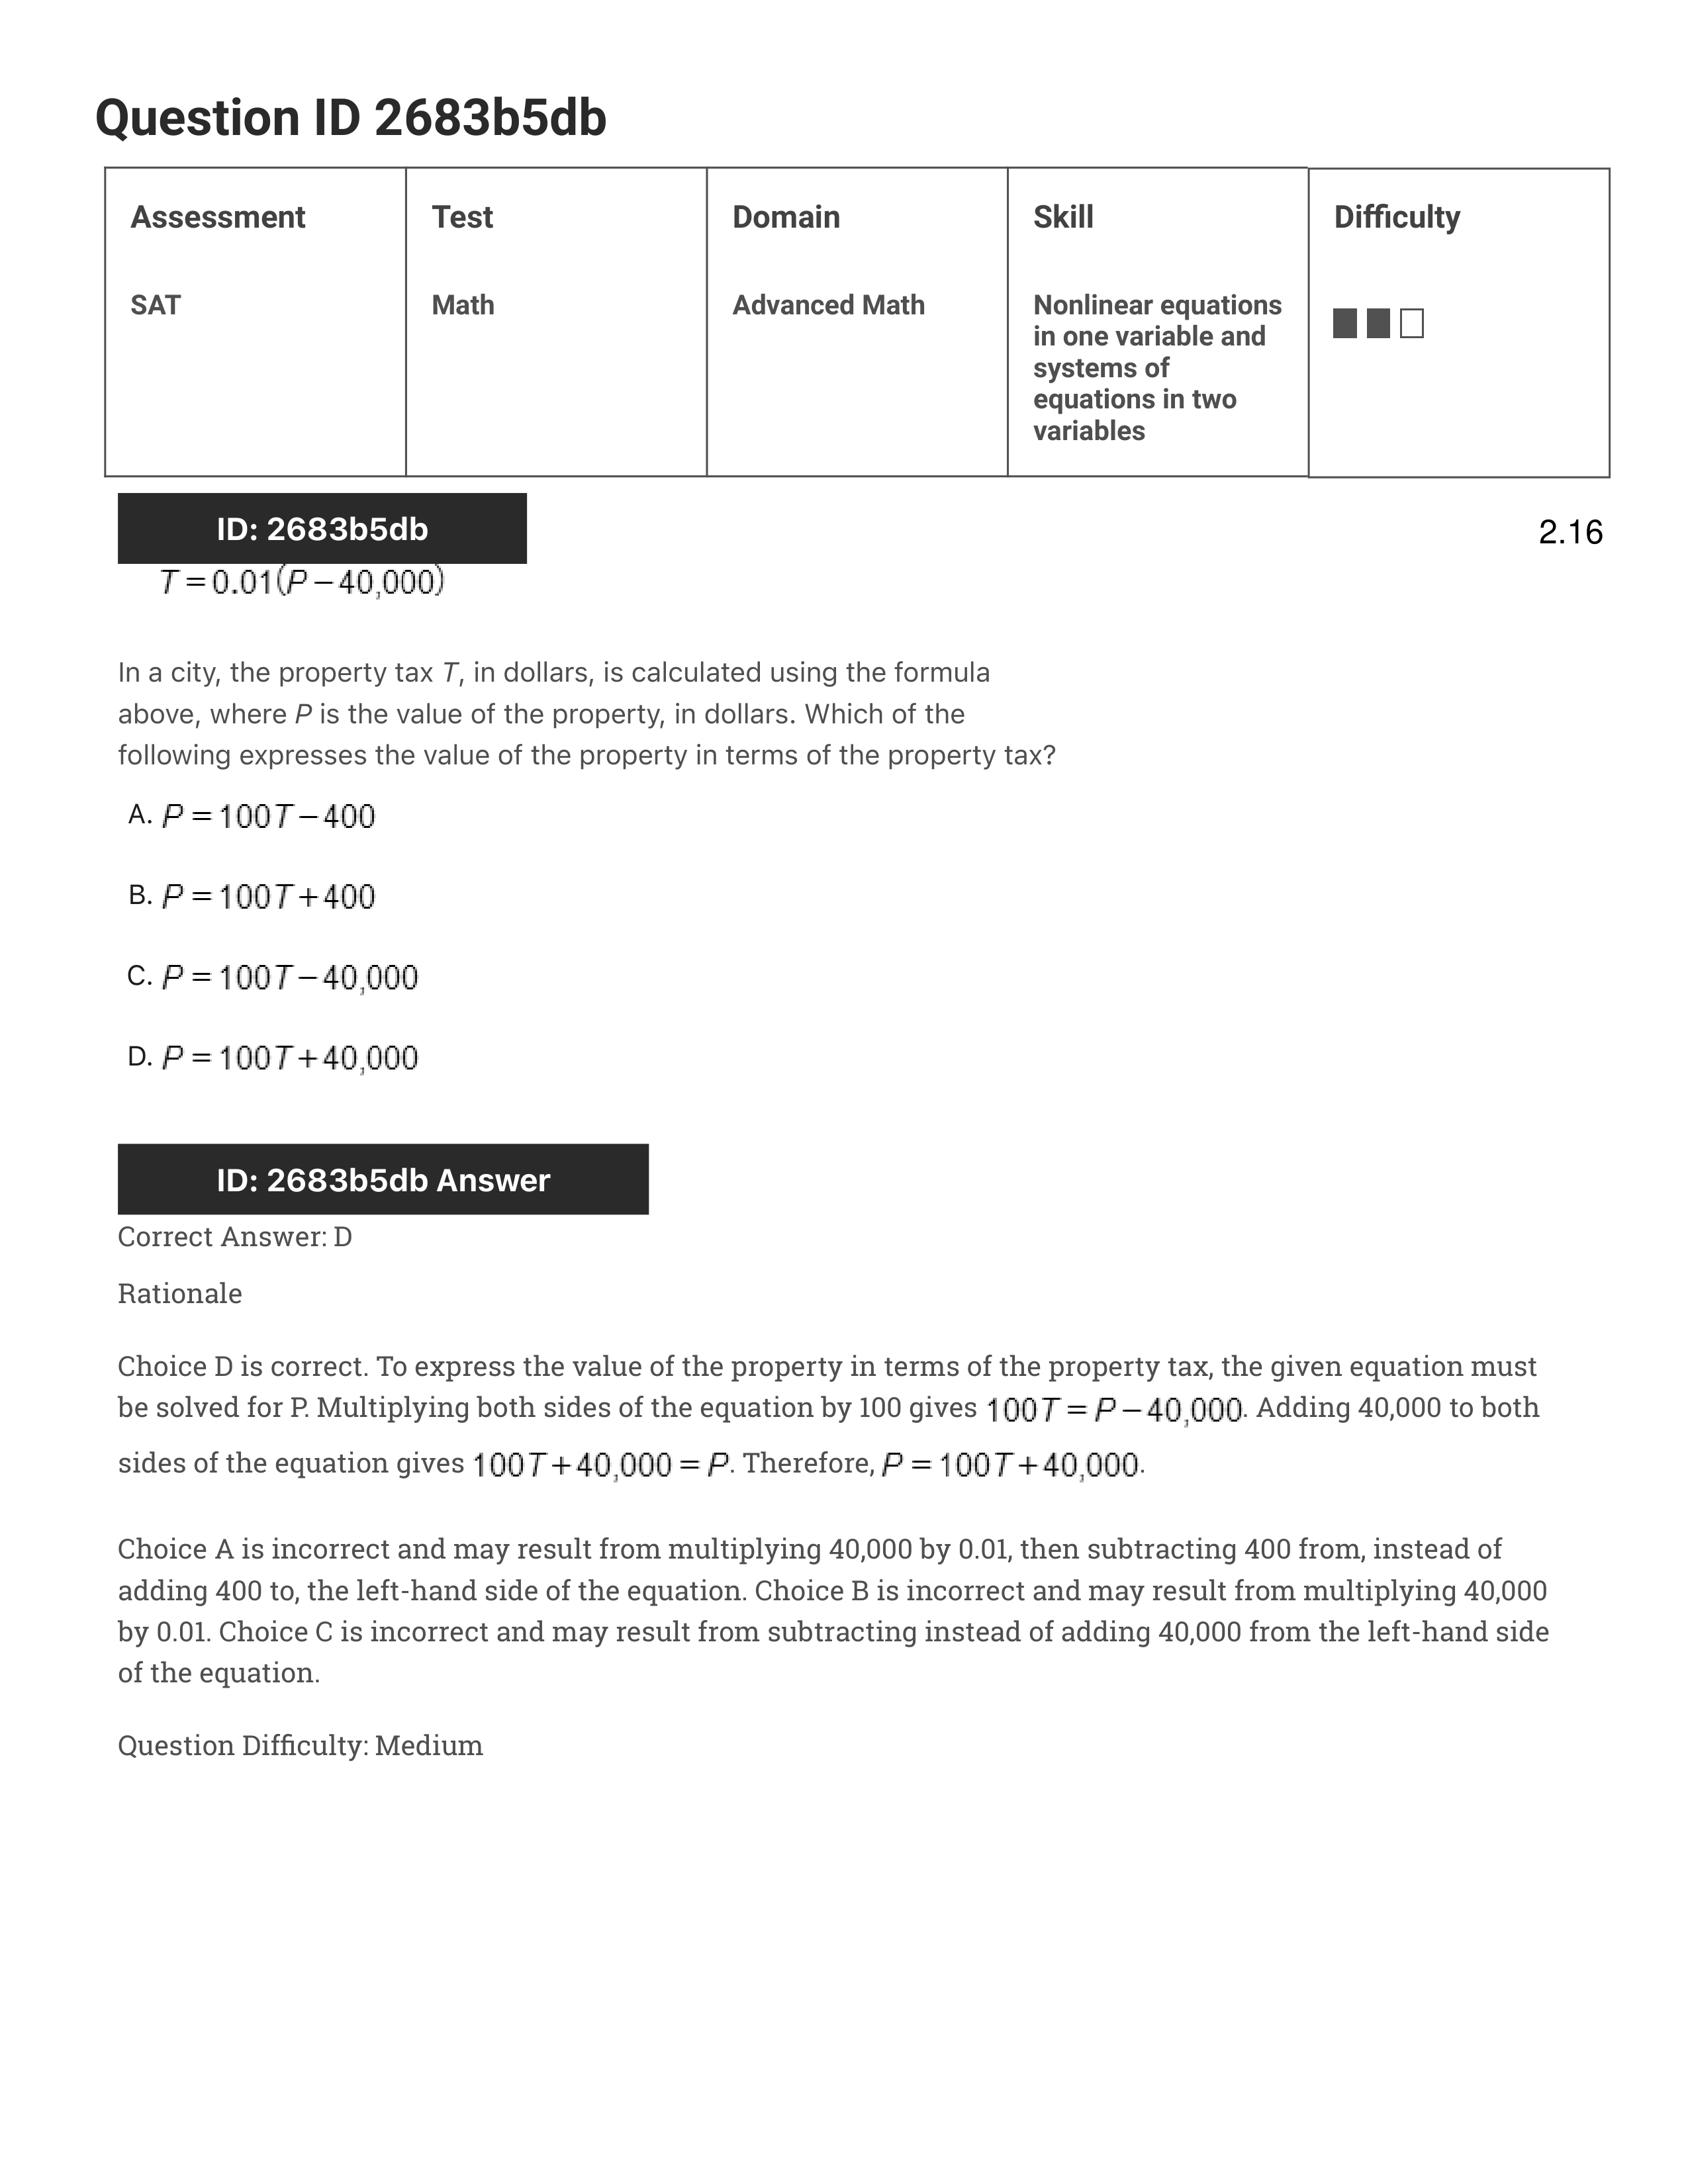 Question ID 2683b5db
Assessment
Test
Domain
Skill
Difficulty
SAT
Math
Advanced Math
Nonlinear equations
in one variable and
systems of
equations in two
variables
ID: 2683b5db
2.16
T = 0.01(P − 40,000)
In a city, the property tax T, in dollars, is calculated using the formula
above, where P is the value of the property, in dollars. Which of the
following expresses the value of the property in terms of the property tax?
A. P = 100T − 400
B. P = 100T + 400
C. P = 100T − 40,000
D. P = 100T + 40,000
ID: 2683b5db Answer
Correct Answer: D
Rationale
Choice D is correct. To express the value of the property in terms of the property tax, the given equation must
be solved for P. Multiplying both sides of the equation by 100 gives 100T = P − 40,000. Adding 40,000 to both
sides of the equation gives 100T + 40,000 = P. Therefore, P = 100T + 40,000.
Choice A is incorrect and may result from multiplying 40,000 by 0.01, then subtracting 400 from, instead of
adding 400 to, the left-hand side of the equation. Choice B is incorrect and may result from multiplying 40,000
by 0.01. Choice C is incorrect and may result from subtracting instead of adding 40,000 from the left-hand side
of the equation.
Question Difficulty: Medium